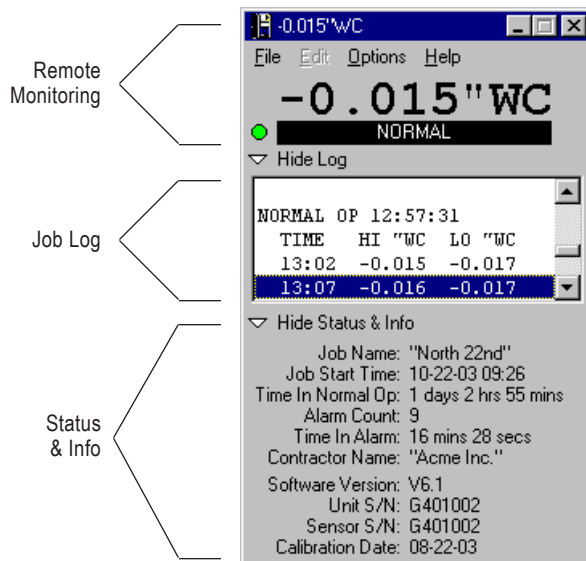 -0.015"WC
File Edit Options Help
Remote
Monitoring
-0.015"WC
NORMAL
Hide Log
Job Log
NORMAL OP 12:57:31
TIME HI "WC LO "WC
13:02 -0.015 -0.017
13:07 -0.016 -0.017
Hide Status & Info
Status
& Info
Job Name: "North 22nd"
Job Start Time: 10-22-03 09:26
Time In Normal Op: 1 days 2 hrs 55 mins
Alarm Count: 9
Time In Alarm: 16 mins 28 secs
Contractor Name: "Acme Inc."
Software Version: V6.1
Unit S/N: G401002
Sensor S/N: G401002
Calibration Date: 08-22-03